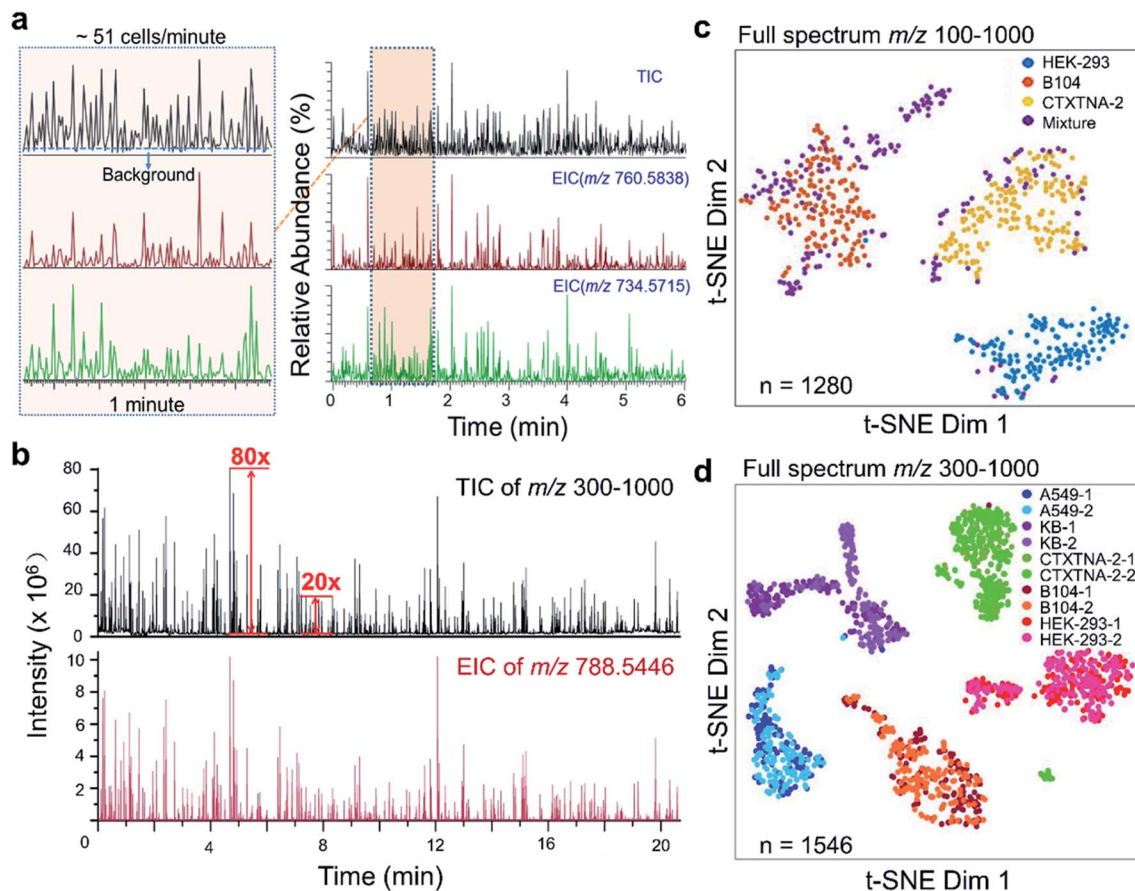 a
~ 51 cells/minute
Background
1 minute
Relative Abundance (%)
TIC
EIC(m/z 760.5838)
EIC(m/z 734.5715)
0 1 2 3 4 5 6
Time (min)
b
80x
20x
TIC of m/z 300-1000
80
60
40
20
0
Intensity (x 10⁶)
EIC of m/z 788.5446
10
8
6
4
2
0 4 8 12 16 20
Time (min)
c
Full spectrum m/z 100-1000
HEK-293
B104
CTXTNA-2
Mixture
t-SNE Dim 2
n = 1280
t-SNE Dim 1
d
Full spectrum m/z 300-1000
A549-1
A549-2
KB-1
KB-2
CTXTNA-2-1
CTXTNA-2-2
B104-1
B104-2
HEK-293-1
HEK-293-2
t-SNE Dim 2
n = 1546
t-SNE Dim 1